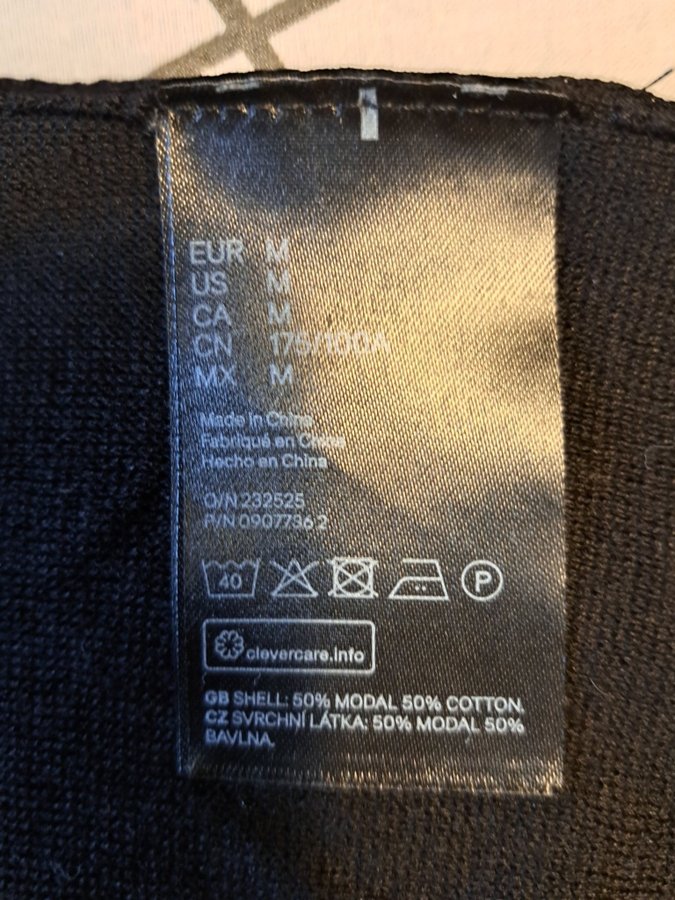 EUR M
US M
CA M
CN 175/100A
MX M
Made in China
Fabriqué en Chine
Hecho en China
O/N 232525
P/N 0907736 2
40 P
clevercare.info
GB SHELL: 50% MODAL 50% COTTON.
CZ SVRCHNÍ LÁTKA: 50% MODAL 50%
BAVLNA.